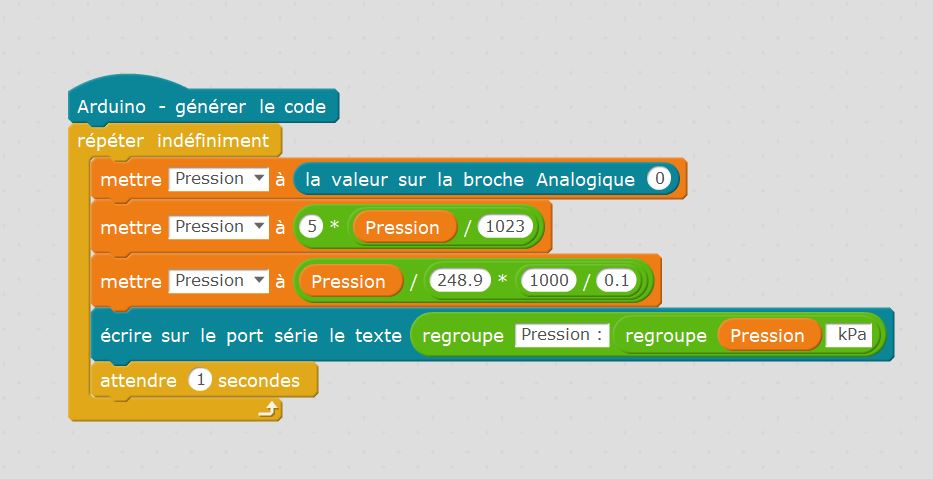 Arduino - générer le code
répéter indéfiniment
mettre Pression à la valeur sur la broche Analogique 0
mettre Pression à 5 * Pression / 1023
mettre Pression à Pression / 248.9 * 1000 / 0.1
écrire sur le port série le texte regroupe Pression : regroupe Pression kPa
attendre 1 secondes